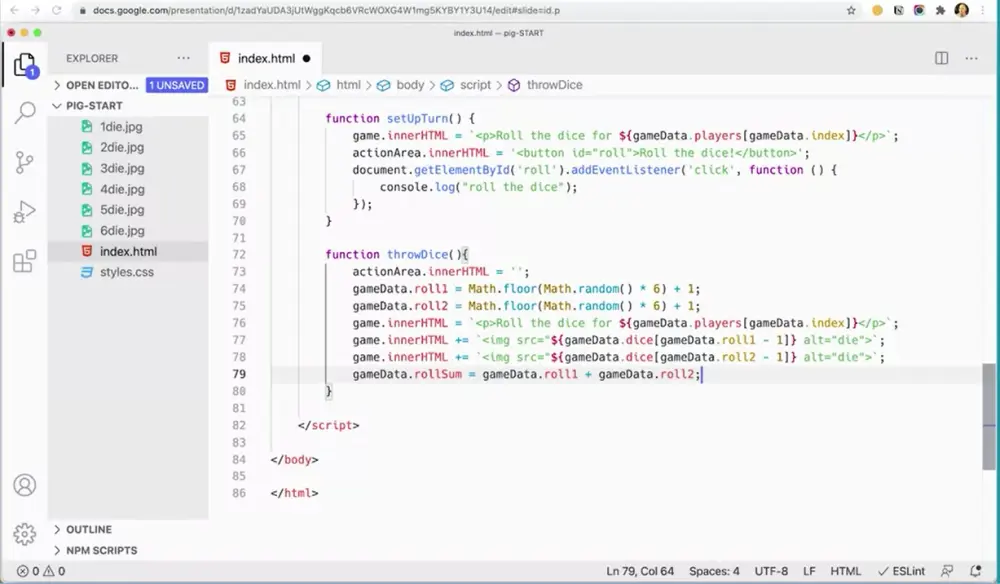 docs.google.com/presentation/d/1zadYaUDA3jUtWggKqcb6VRcWOXG4W1mg5KYBY1Y3U14/edit#slide=id.p
index.html — pig-START
EXPLORER ···
index.html ●
OPEN EDITO... 1 UNSAVED
index.html > html > body > script > throwDice
PIG-START
1
1die.jpg
2die.jpg
3die.jpg
4die.jpg
5die.jpg
6die.jpg
index.html
styles.css
63
64 function setUpTurn() {
65 game.innerHTML = `<p>Roll the dice for ${gameData.players[gameData.index]}</p>`;
66 actionArea.innerHTML = '<button id="roll">Roll the dice!</button>';
67 document.getElementById('roll').addEventListener('click', function () {
68 console.log("roll the dice");
69 });
70 }
71
72 function throwDice(){
73 actionArea.innerHTML = '';
74 gameData.roll1 = Math.floor(Math.random() * 6) + 1;
75 gameData.roll2 = Math.floor(Math.random() * 6) + 1;
76 game.innerHTML = `<p>Roll the dice for ${gameData.players[gameData.index]}</p>`;
77 game.innerHTML += `<img src="${gameData.dice[gameData.roll1 - 1]} alt="die">`;
78 game.innerHTML += `<img src="${gameData.dice[gameData.roll2 - 1]} alt="die">`;
79 gameData.rollSum = gameData.roll1 + gameData.roll2;
80 }
81
82 </script>
83
84 </body>
85
86 </html>
OUTLINE
NPM SCRIPTS
0 0
Ln 79, Col 64 Spaces: 4 UTF-8 LF HTML ESLint